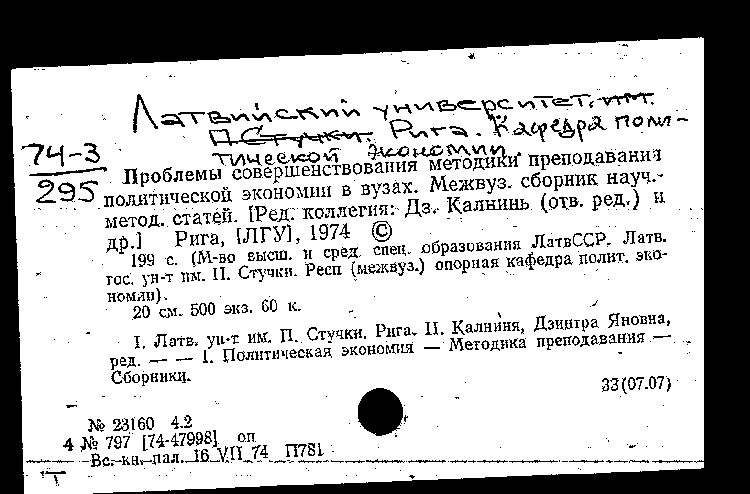 Латвийский университет. им.
П. Стучки. Рига. Кафедра поли-
тической экономии.
74-3
295
Проблемы совершенствования методики преподавания
политической экономии в вузах. Межвуз. сборник науч.-
метод. статей. [Ред. коллегия: Дз. Калнинь (отв. ред.) и
др.] Рига, [ЛГУ], 1974 ©
199 с. (М-во высш. и сред. спец. образования ЛатвССР. Латв.
гос. ун-т им. П. Стучки. Респ (межвуз.) опорная кафедра полит. эко-
номии).
20 см. 500 экз. 60 к.
I. Латв. ун-т им. П. Стучки. Рига. II. Калниня, Дзинтра Яновна,
ред. — — 1. Политическая экономия — Методика преподавания —
Сборники.
33(07.07)
№ 23160 4.2
4 № 797 [74-47998] оп
Вс. кн. пал. 16 VII 74 П781
Т